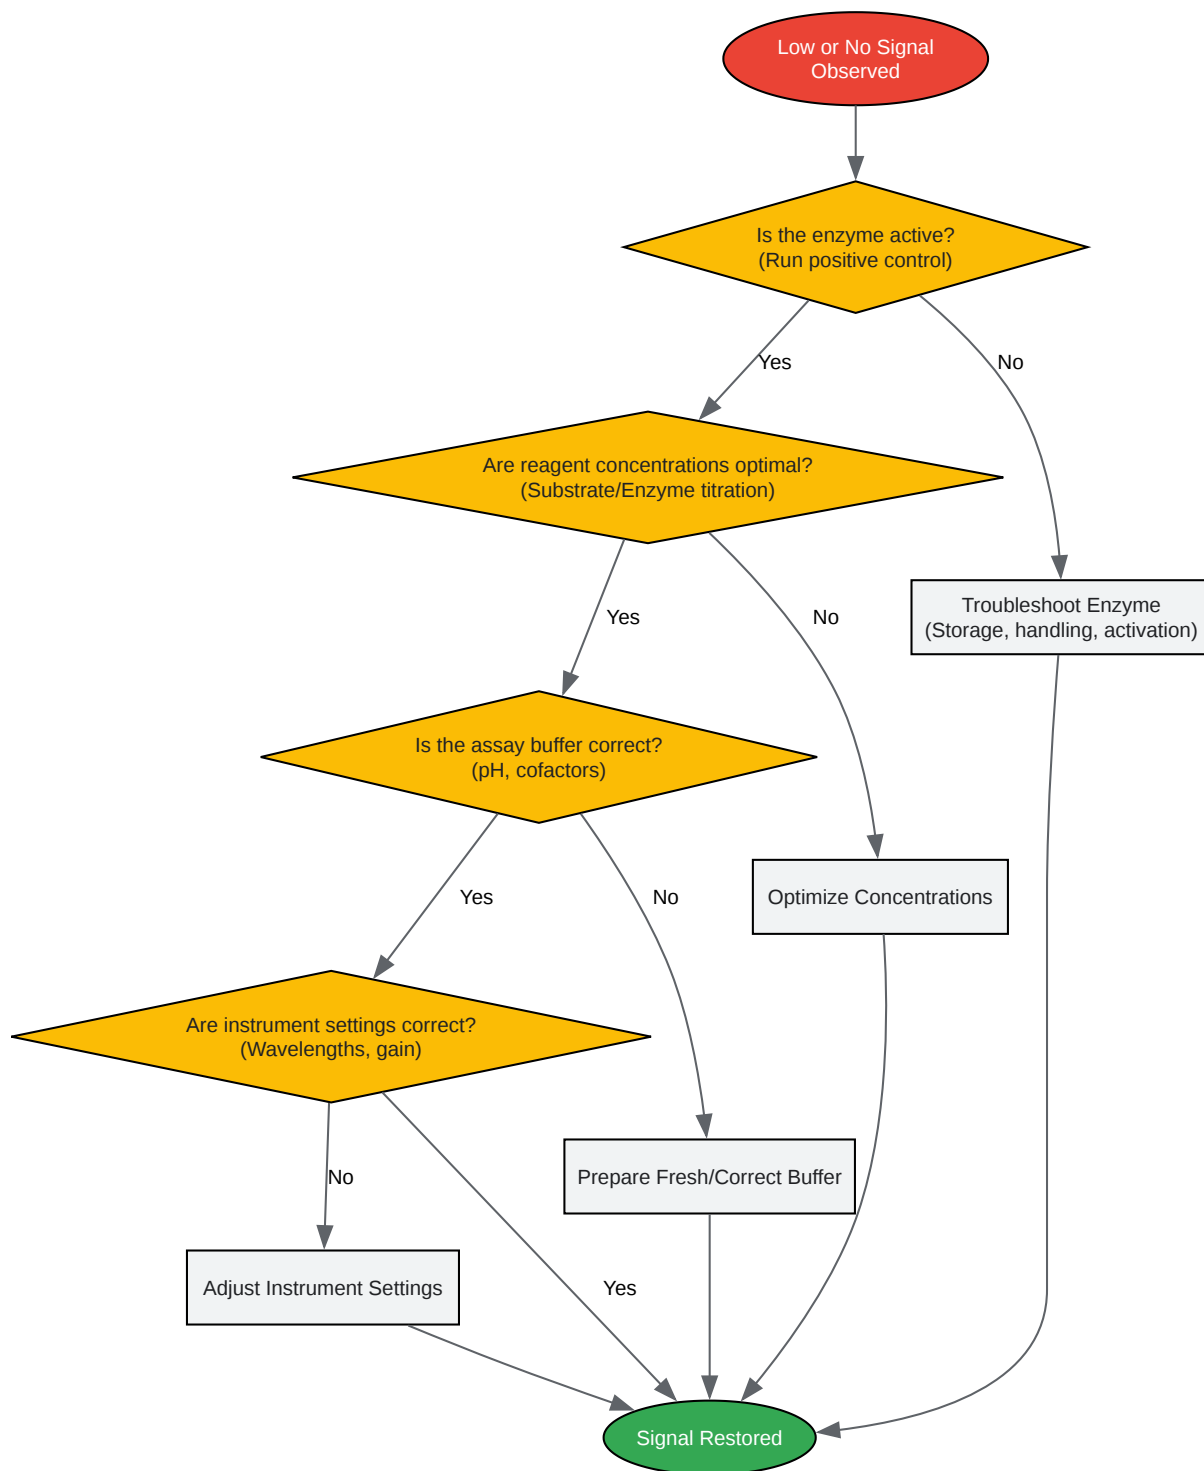 Low or No Signal
Observed
Is the enzyme active?
(Run positive control)
Yes
No
Are reagent concentrations optimal?
(Substrate/Enzyme titration)
Troubleshoot Enzyme
(Storage, handling, activation)
Yes
No
Is the assay buffer correct?
(pH, cofactors)
Optimize Concentrations
Yes
No
Are instrument settings correct?
(Wavelengths, gain)
No
Prepare Fresh/Correct Buffer
Adjust Instrument Settings
Yes
Signal Restored